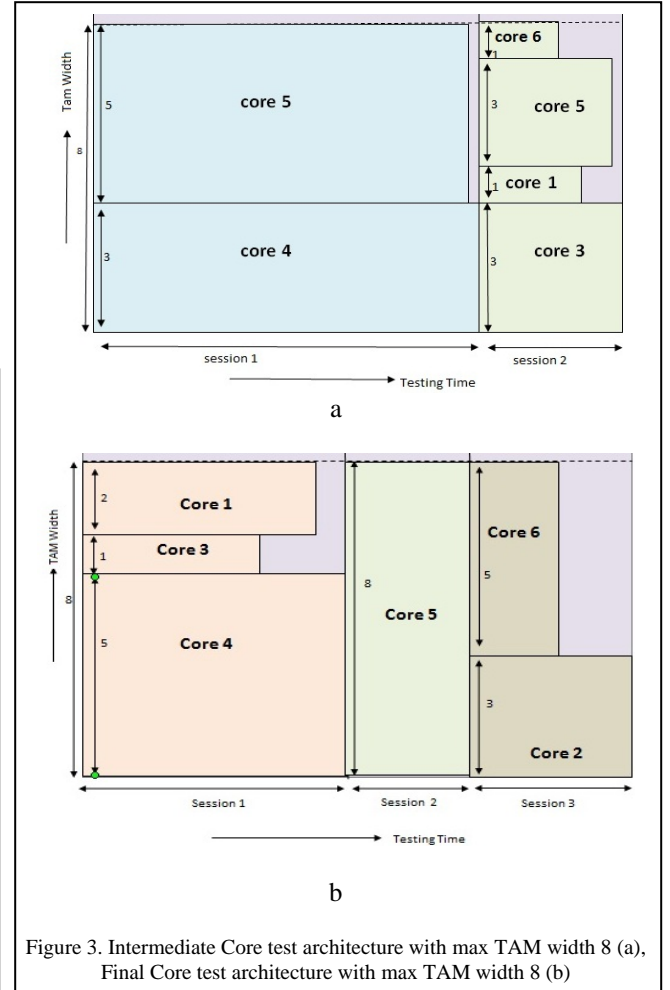 core 6
1
Tam Width
core 5
5
3
core 5
8
1
core 1
3
core 4
3
core 3
session 1
session 2
Testing Time
a
2
Core 1
TAM Width
1
Core 3
Core 6
8
8
5
5
Core 4
Core 5
3
Core 2
Session 1
Session 2
Session 3
Testing Time
b
Figure 3. Intermediate Core test architecture with max TAM width 8 (a),
Final Core test architecture with max TAM width 8 (b)